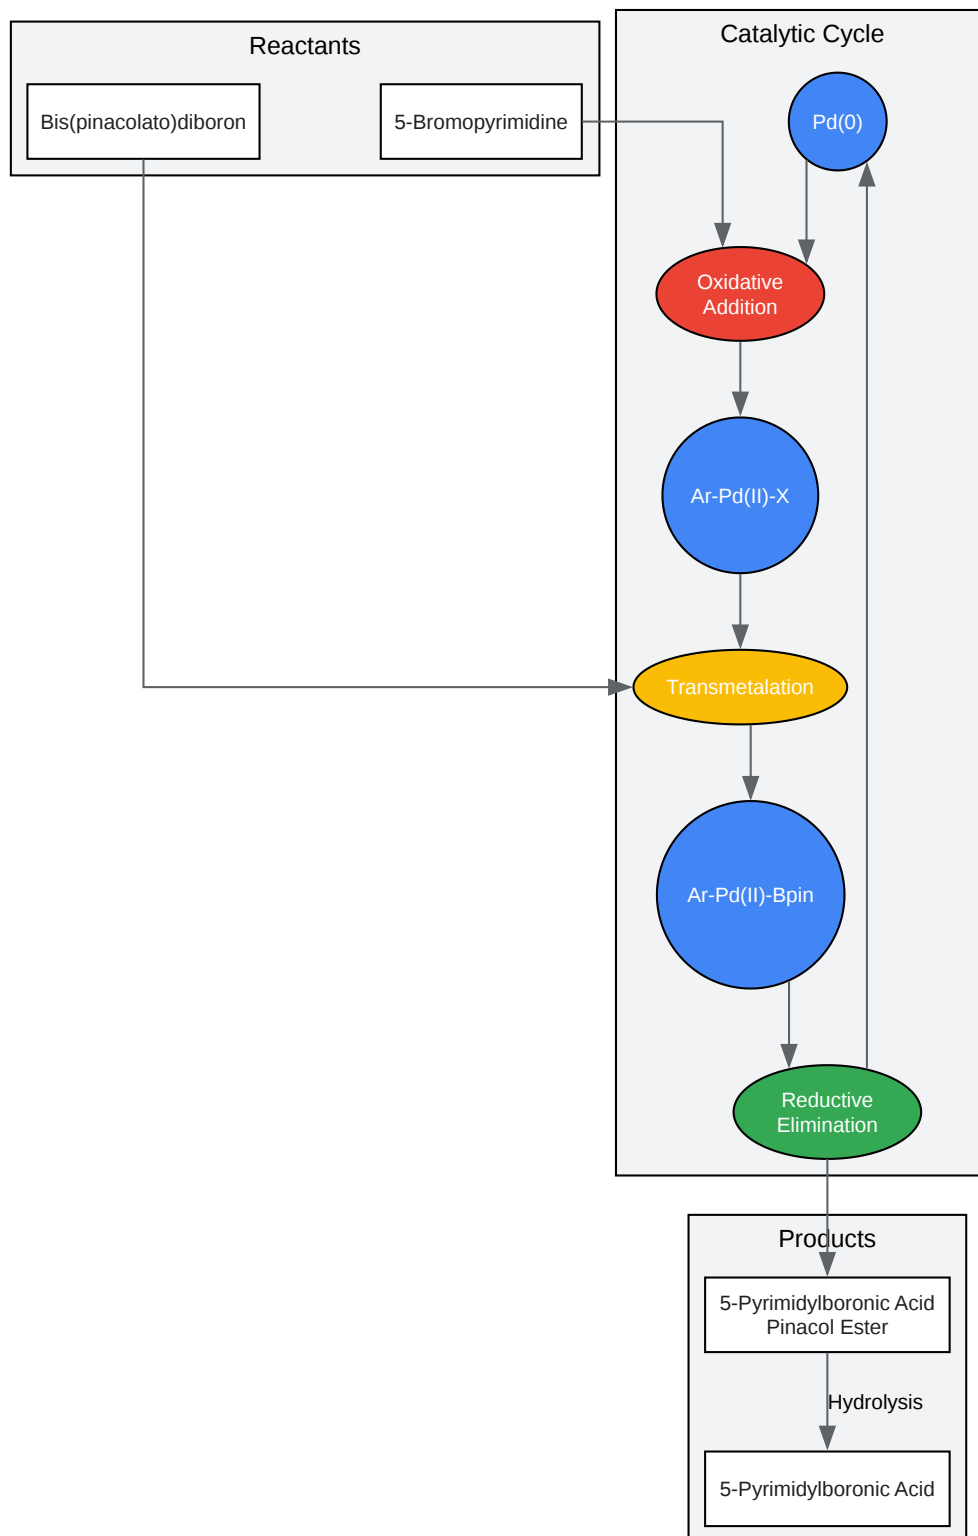 Reactants
Bis(pinacolato)diboron
5-Bromopyrimidine
Catalytic Cycle
Pd(0)
Oxidative
Addition
Ar-Pd(II)-X
Transmetalation
Ar-Pd(II)-Bpin
Reductive
Elimination
Products
5-Pyrimidylboronic Acid
Pinacol Ester
Hydrolysis
5-Pyrimidylboronic Acid